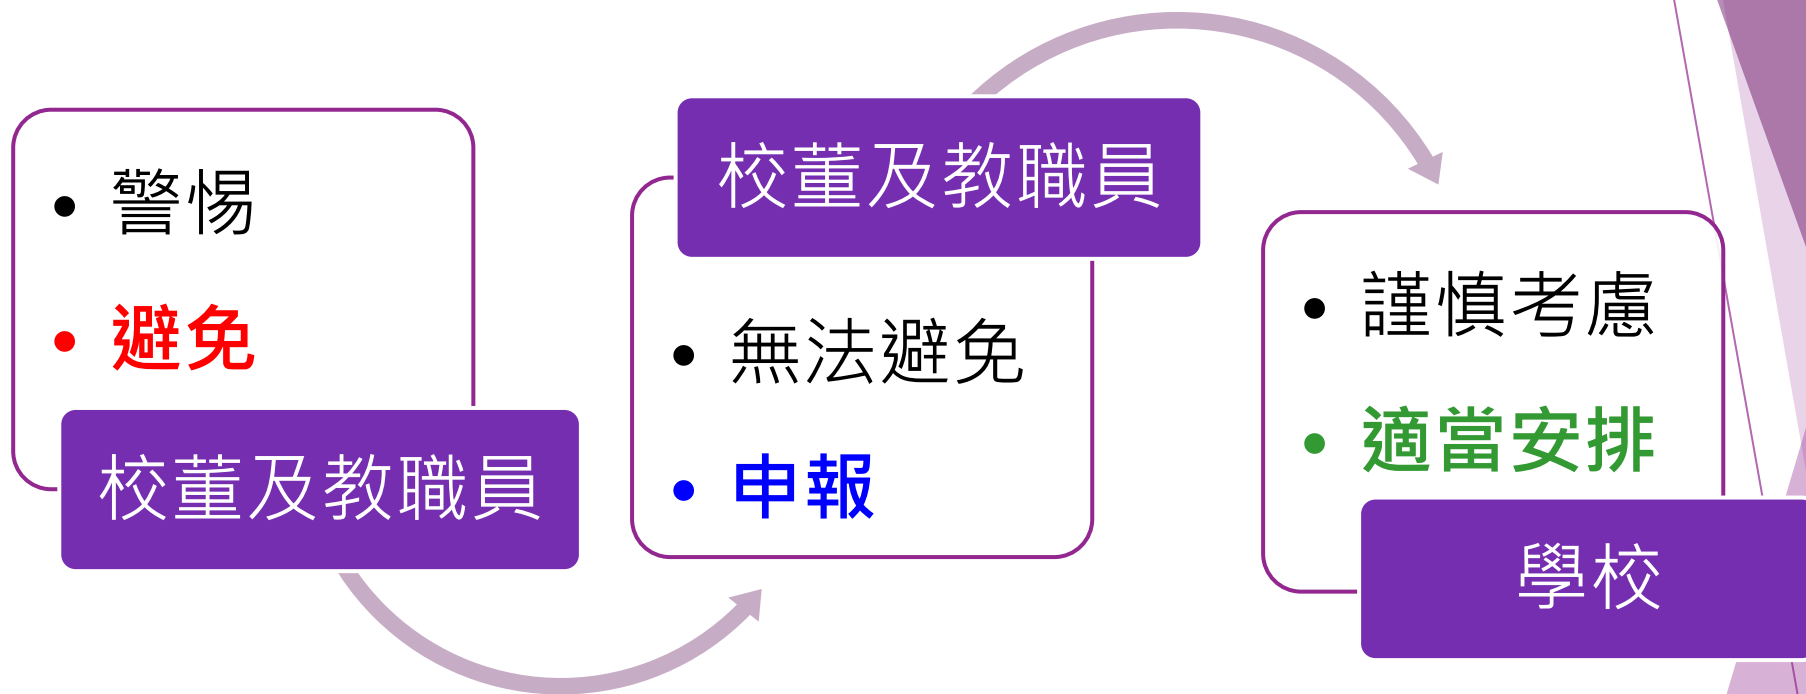 • 警惕
• 避免
校董及教職員
校董及教職員
• 無法避免
• 申報
• 謹慎考慮
• 適當安排
學校